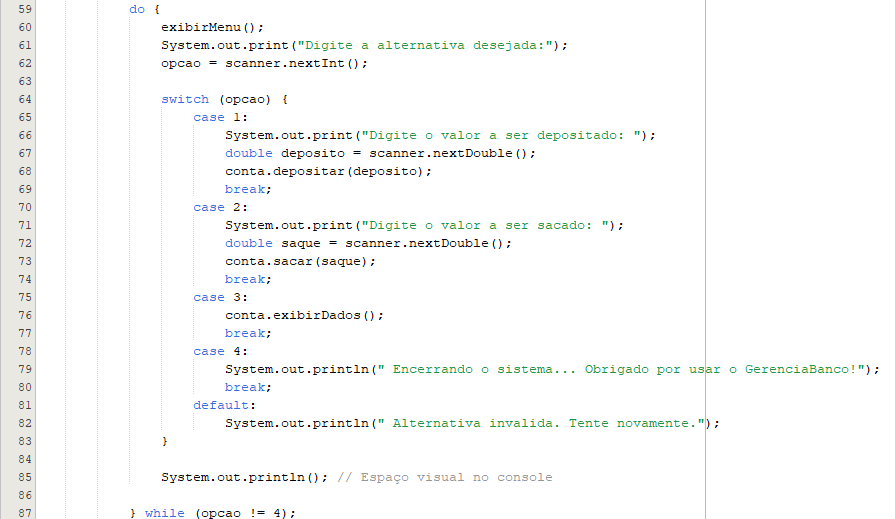 59 do {
60 exibirMenu();
61 System.out.print("Digite a alternativa desejada:");
62 opcao = scanner.nextInt();
63
64 switch (opcao) {
65 case 1:
66 System.out.print("Digite o valor a ser depositado: ");
67 double deposito = scanner.nextDouble();
68 conta.depositar(deposito);
69 break;
70 case 2:
71 System.out.print("Digite o valor a ser sacado: ");
72 double saque = scanner.nextDouble();
73 conta.sacar(saque);
74 break;
75 case 3:
76 conta.exibirDados();
77 break;
78 case 4:
79 System.out.println(" Encerrando o sistema... Obrigado por usar o GerenciaBanco!");
80 break;
81 default:
82 System.out.println(" Alternativa invalida. Tente novamente.");
83 }
84
85 System.out.println(); // Espaço visual no console
86
87 } while (opcao != 4);